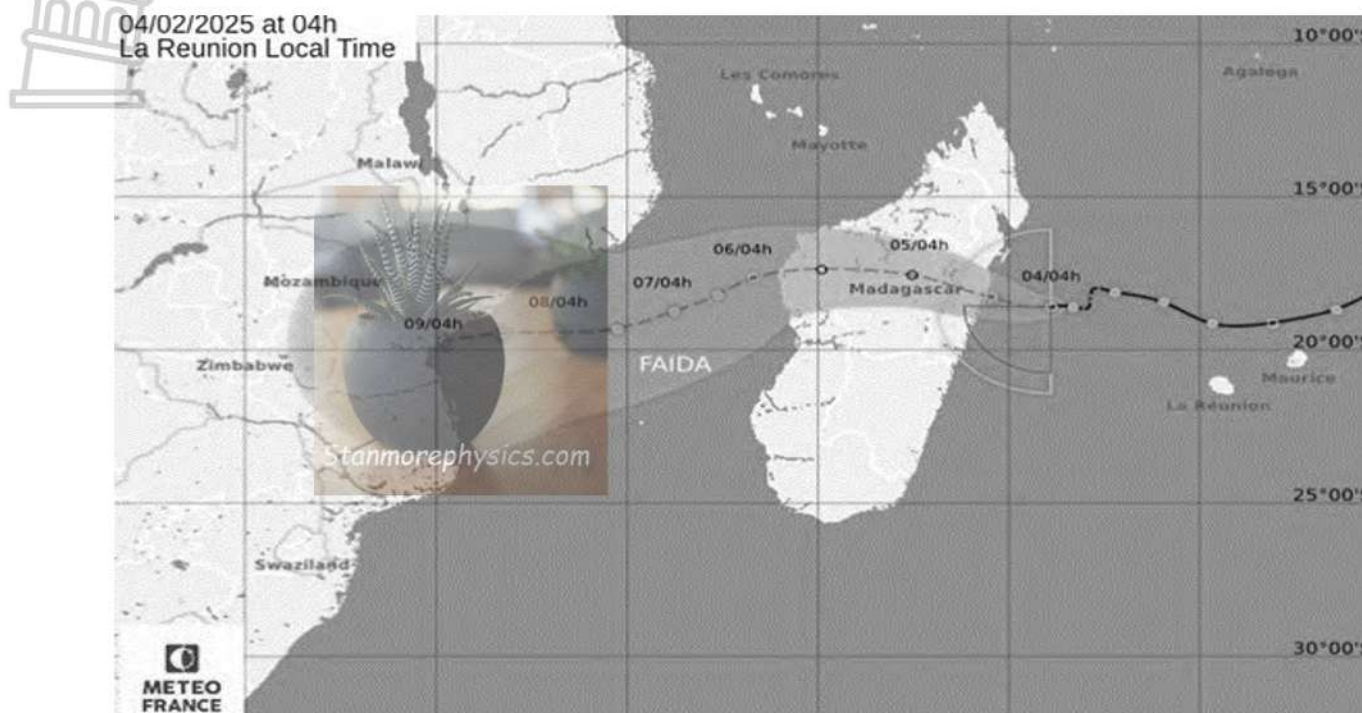 04/02/2025 at 04h
La Reunion Local Time
10°00'S
Les Comores
Agalega
Mayotte
Malawi
15°00'S
05/04h
06/04h
04/04h
07/04h
Mozambique
Madagascar
08/04h
09/04h
20°00'S
Zimbabwe
FAIDA
Maurice
La Réunion
Stanmorephysics.com
25°00'S
Swaziland
30°00'S
METEO
FRANCE